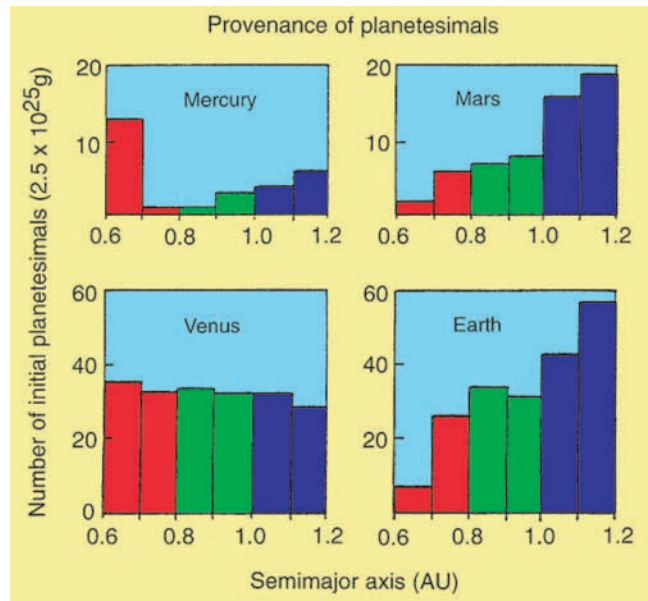 Provenance of planetesimals
Number of initial planetesimals (2.5 x 10²⁵g)
20
10
Mercury
0.6 0.8 1.0 1.2
20
10
Mars
0.6 0.8 1.0 1.2
60
40
20
0
Venus
0.6 0.8 1.0 1.2
60
40
20
Earth
0.6 0.8 1.0 1.2
Semimajor axis (AU)